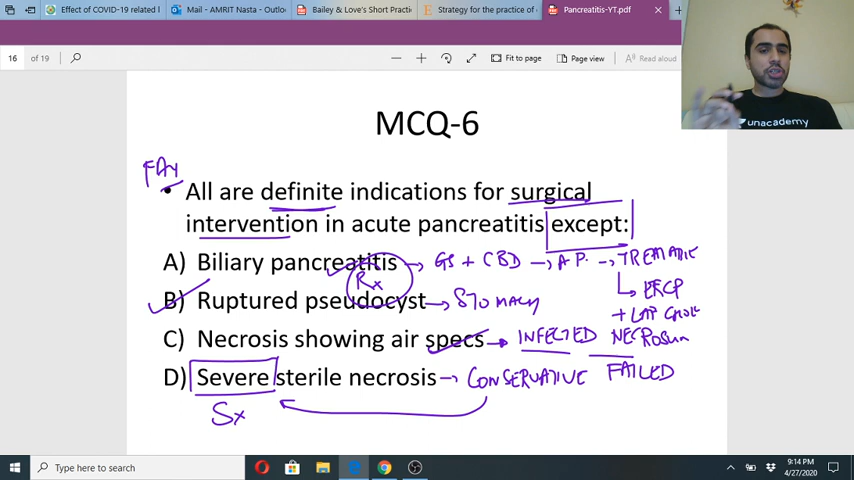 Effect of COVID-19 related l
Mail - AMRIT Nasta - Outlo
Bailey & Love's Short Practi
Strategy for the practice of
Pancreatitis-YT.pdf
16 of 19
Fit to page
Page view
Read aloud
unacademy
MCQ-6
• All are definite indications for surgical
intervention in acute pancreatitis except:
A) Biliary pancreatitis → GS + CBD → A.P. → TREATABLE
Rx
ERCP
B) Ruptured pseudocyst → STOMACH
+ LAP CHOLE
C) Necrosis showing air specs → INFECTED NECROSIS
D) Severe sterile necrosis → CONSERVATIVE FAILED
Sx
Type here to search
9:14 PM
4/27/2020